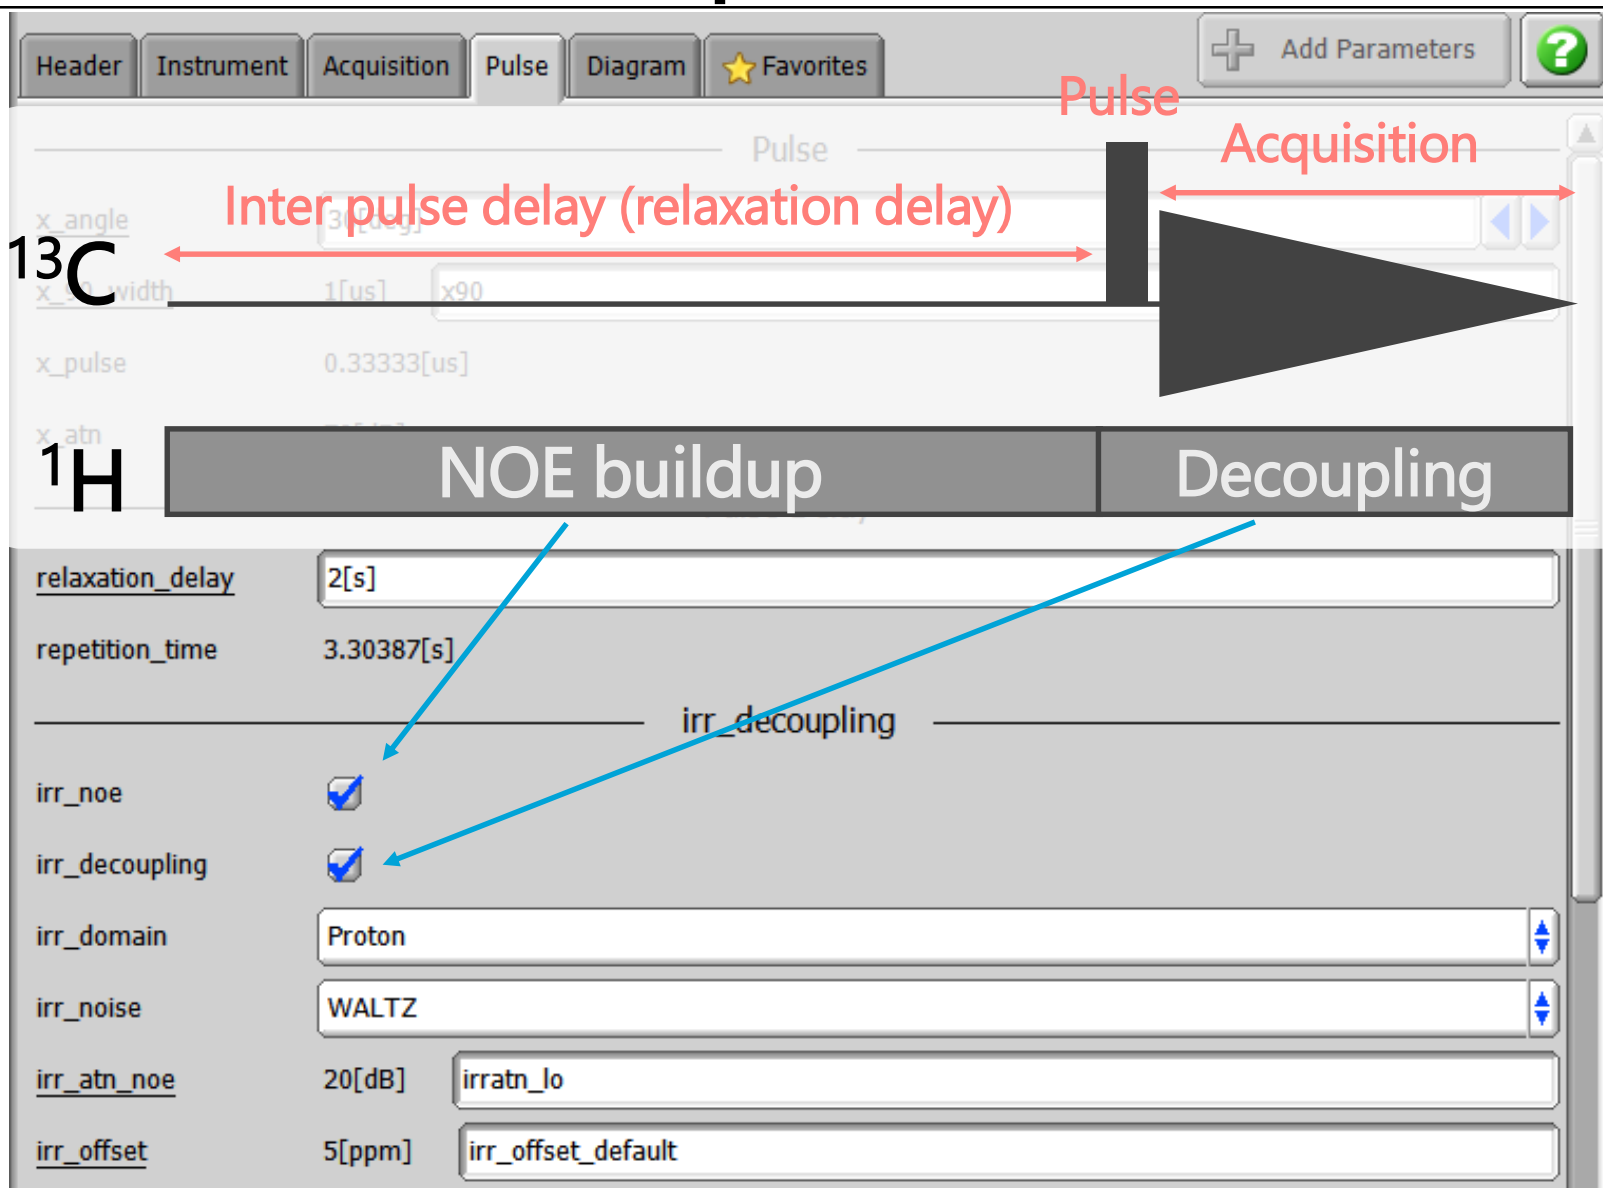 Header Instrument Acquisition Pulse Diagram Favorites Add Parameters ?
Pulse
Pulse
Acquisition
x_angle 30[deg]
Inter pulse delay (relaxation delay)
13C
x_90_width 1[us] x90
x_pulse 0.33333[us]
x_atn
1H NOE buildup Decoupling
relaxation_delay 2[s]
repetition_time 3.30387[s]
irr_decoupling
irr_noe
irr_decoupling
irr_domain Proton
irr_noise WALTZ
irr_atn_noe 20[dB] irratn_lo
irr_offset 5[ppm] irr_offset_default